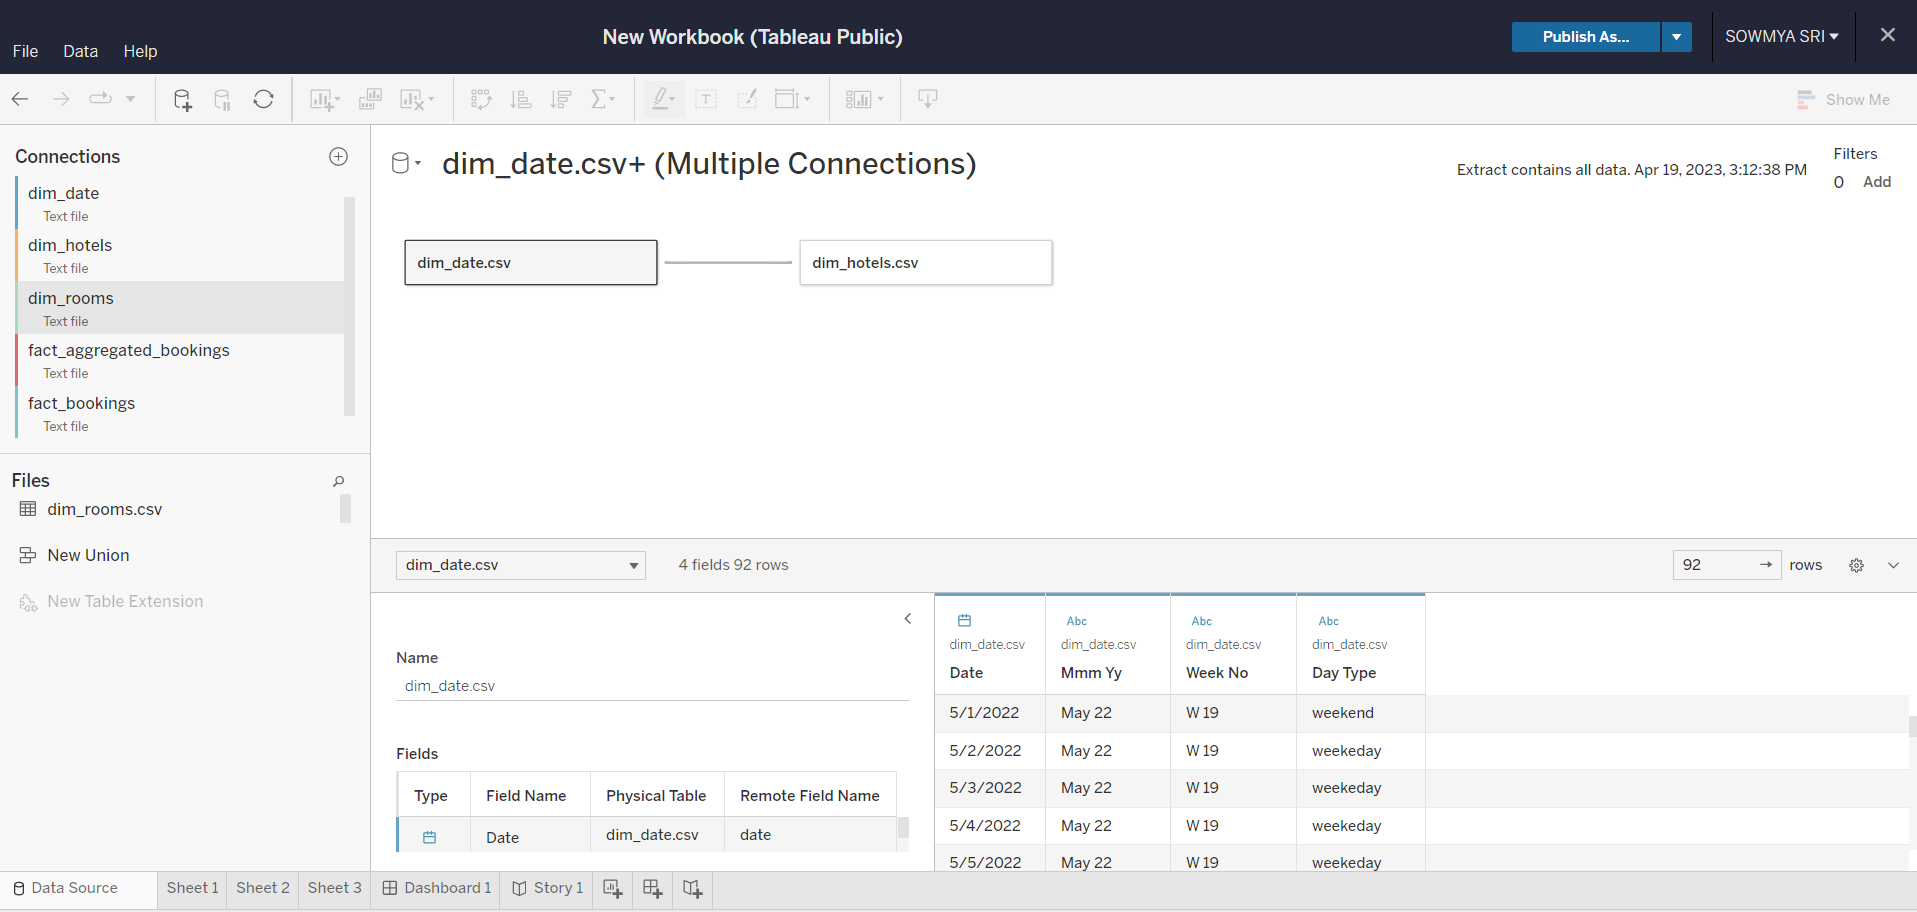 New Workbook (Tableau Public)
Publish As...
SOWMYA SRI
File Data Help
Show Me
Connections
dim_date
Text file
dim_hotels
Text file
dim_rooms
Text file
fact_aggregated_bookings
Text file
fact_bookings
Text file
Files
dim_rooms.csv
New Union
New Table Extension
dim_date.csv+ (Multiple Connections)
Extract contains all data. Apr 19, 2023, 3:12:38 PM
Filters
0 Add
dim_date.csv
dim_hotels.csv
dim_date.csv
4 fields 92 rows
92 → rows
Name
dim_date.csv
Fields
Type Field Name Physical Table Remote Field Name
Date dim_date.csv date
Abc Abc Abc
dim_date.csv dim_date.csv dim_date.csv dim_date.csv
Date Mmm Yy Week No Day Type
5/1/2022 May 22 W 19 weekend
5/2/2022 May 22 W 19 weekeday
5/3/2022 May 22 W 19 weekeday
5/4/2022 May 22 W 19 weekeday
5/5/2022 May 22 W 19 weekeday
Data Source Sheet 1 Sheet 2 Sheet 3 Dashboard 1 Story 1